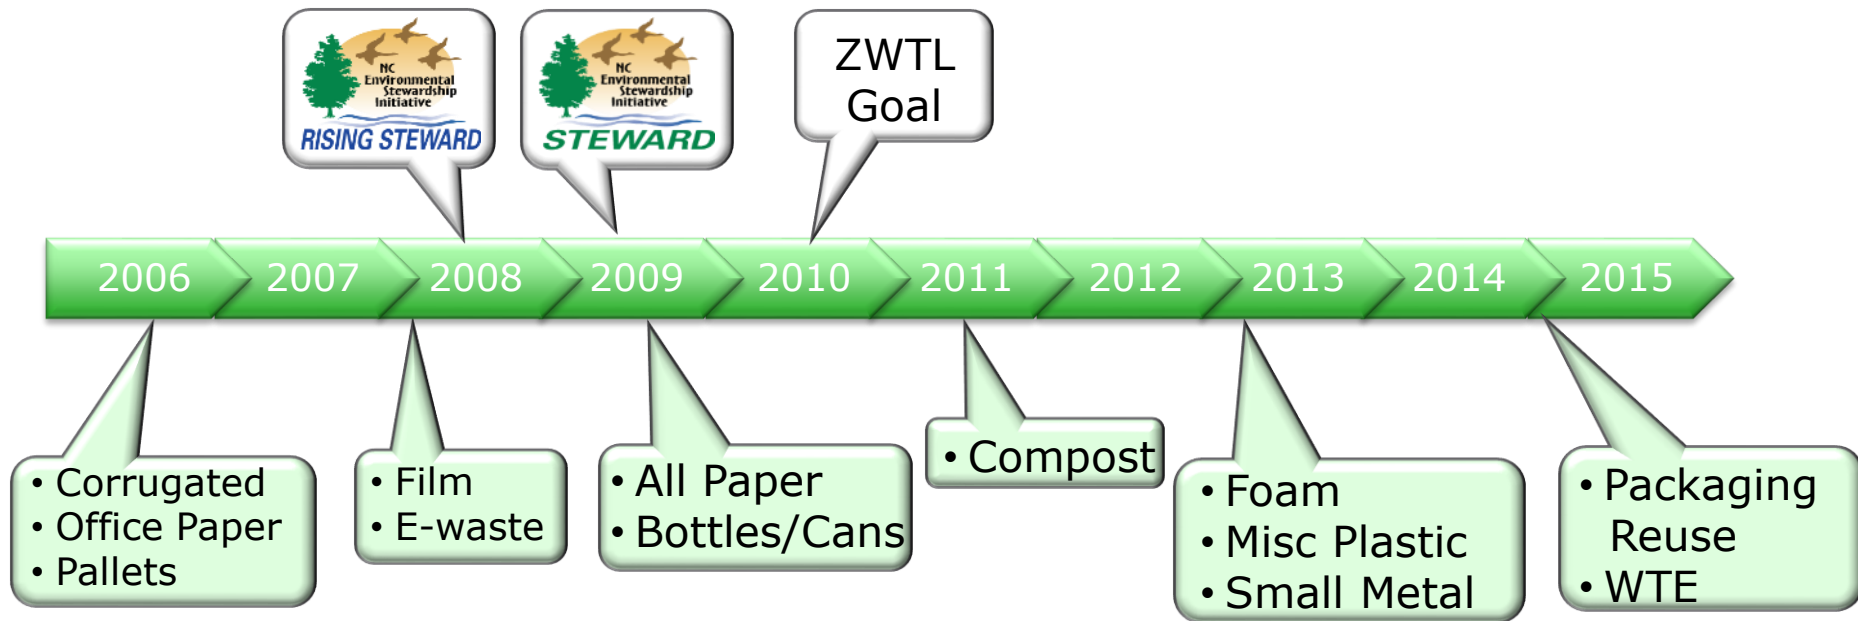 NC
Environmental
Stewardship
Initiative
RISING STEWARD
NC
Environmental
Stewardship
Initiative
STEWARD
ZWTL
Goal
2006 2007 2008 2009 2010 2011 2012 2013 2014 2015
• Corrugated
• Office Paper
• Pallets
• Film
• E-waste
• All Paper
• Bottles/Cans
• Compost
• Foam
• Misc Plastic
• Small Metal
• Packaging
Reuse
• WTE